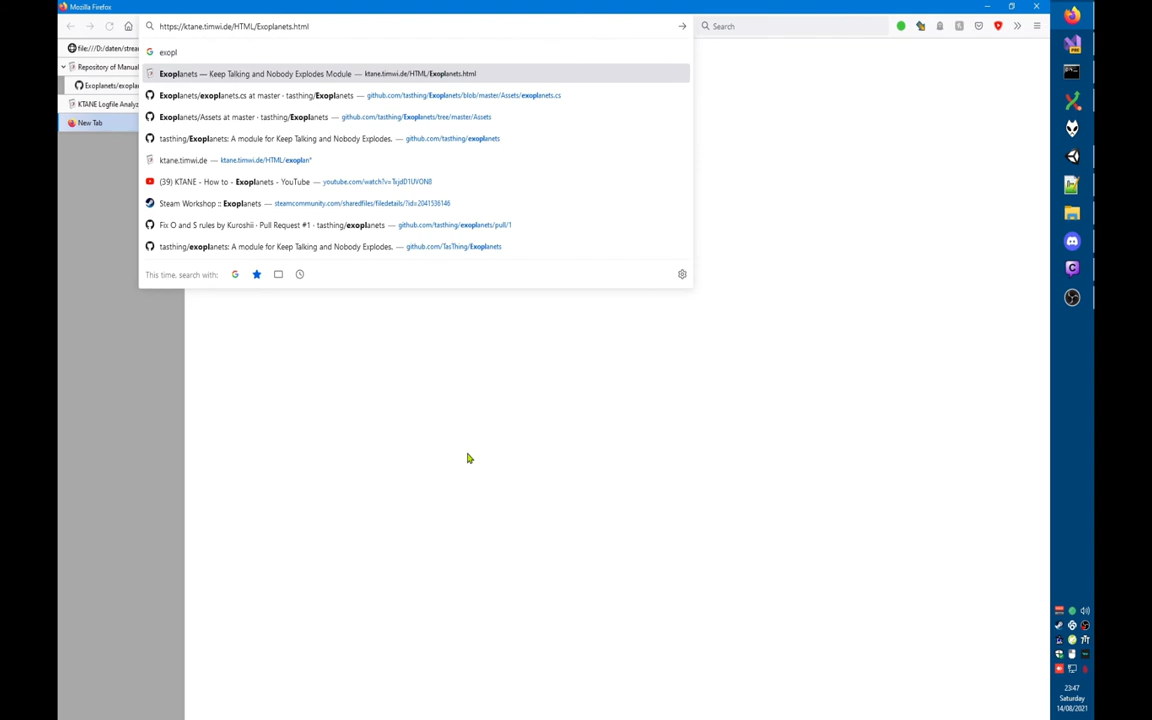 Mozilla Firefox
https://ktane.timwi.de/HTML/Exoplanets.html
Search
file:///D:/daten/strea
exopl
Repository of Manual
Exoplanets — Keep Talking and Nobody Explodes Module — ktane.timwi.de/HTML/Exoplanets.html
Exoplanets/exopla
Exoplanets/exoplanets.cs at master · tasthing/Exoplanets — github.com/tasthing/Exoplanets/blob/master/Assets/exoplanets.cs
KTANE Logfile Analyz
Exoplanets/Assets at master · tasthing/Exoplanets — github.com/tasthing/Exoplanets/tree/master/Assets
New Tab
tasthing/Exoplanets: A module for Keep Talking and Nobody Explodes. — github.com/tasthing/exoplanets
ktane.timwi.de — ktane.timwi.de/HTML/exoplan*
(39) KTANE - How to - Exoplanets - YouTube —
Steam Workshop :: Exoplanets — steamcommunity.com/sharedfiles/filedetails/?id=2041536146
Fix O and S rules by Kuroshii · Pull Request #1 · tasthing/exoplanets — github.com/tasthing/exoplanets/pull/1
tasthing/exoplanets: A module for Keep Talking and Nobody Explodes. — github.com/TasThing/Exoplanets
This time, search with:
23:47
Saturday
14/08/2021